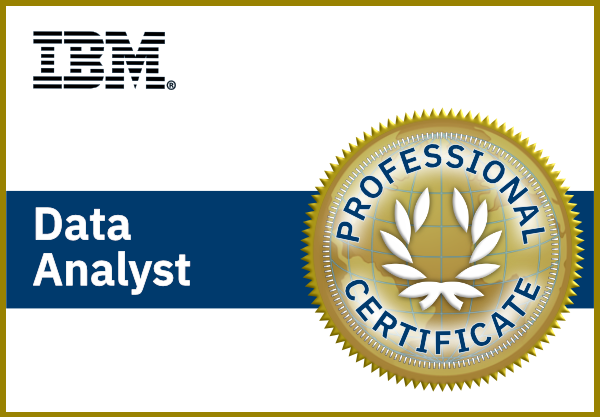 IBM®
Data
Analyst
PROFESSIONAL
CERTIFICATE